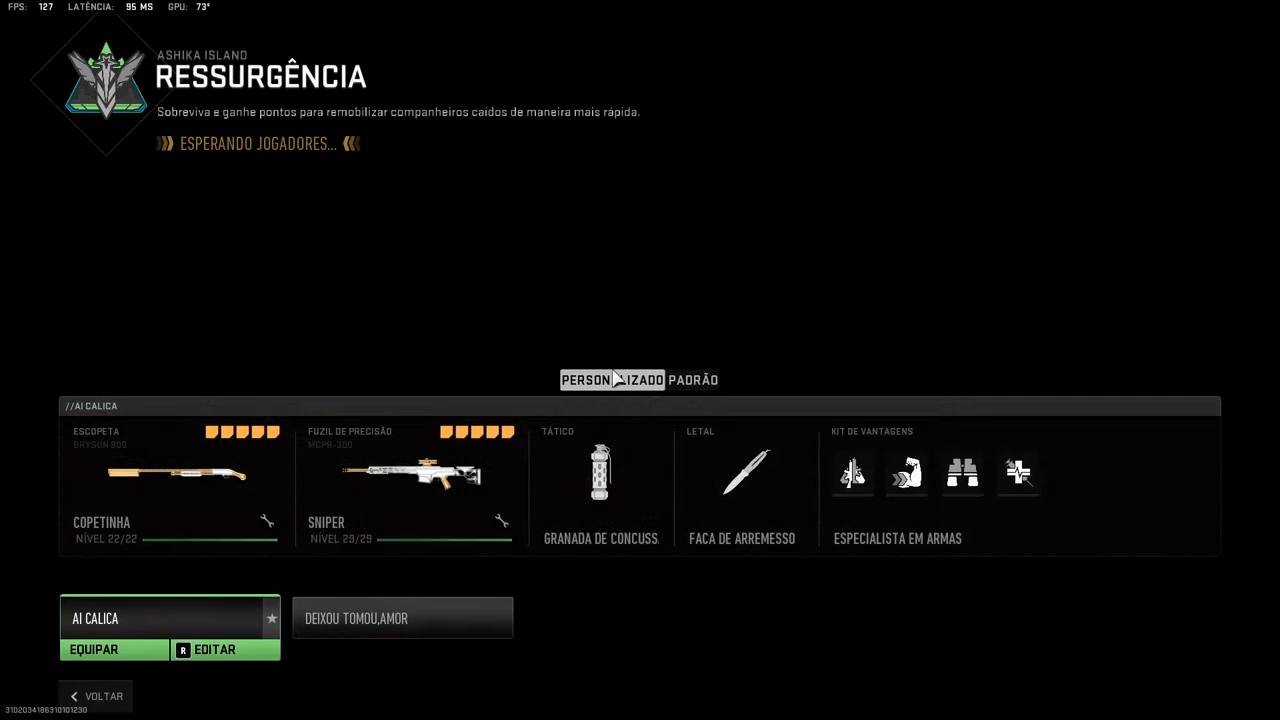 FPS: 127 LATÊNCIA: 95 MS GPU: 73°
ASHIKA ISLAND
RESSURGÊNCIA
Sobreviva e ganhe pontos para remobilizar companheiros caídos de maneira mais rápida.
ESPERANDO JOGADORES...
PERSONALIZADO PADRÃO
//AI CALICA
ESCOPETA FUZIL DE PRECISÃO TÁTICO LETAL KIT DE VANTAGENS
BRYSON 800 MCPR-300
COPETINHA SNIPER
NÍVEL 22/22 NÍVEL 29/29 GRANADA DE CONCUSS. FACA DE ARREMESSO ESPECIALISTA EM ARMAS
AI CALICA DEIXOU TOMOU,AMOR
EQUIPAR R EDITAR
VOLTAR
3102034186310101230